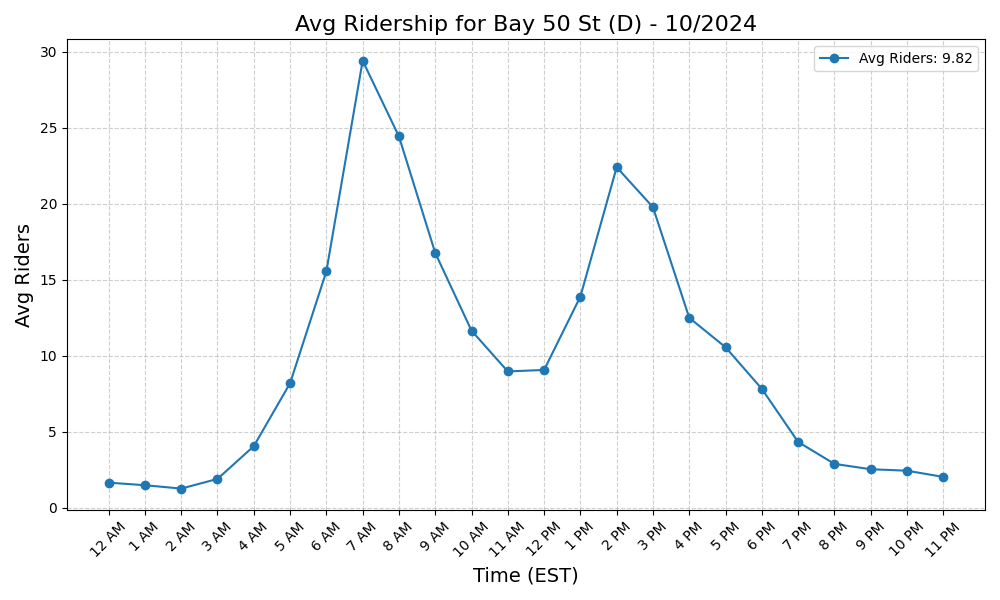 Avg Ridership for Bay 50 St (D) - 10/2024
Avg Riders: 9.82
Avg Riders
30
25
20
15
10
5
0
12 AM
1 AM
2 AM
3 AM
4 AM
5 AM
6 AM
7 AM
8 AM
9 AM
10 AM
11 AM
12 PM
1 PM
2 PM
3 PM
4 PM
5 PM
6 PM
7 PM
8 PM
9 PM
10 PM
11 PM
Time (EST)